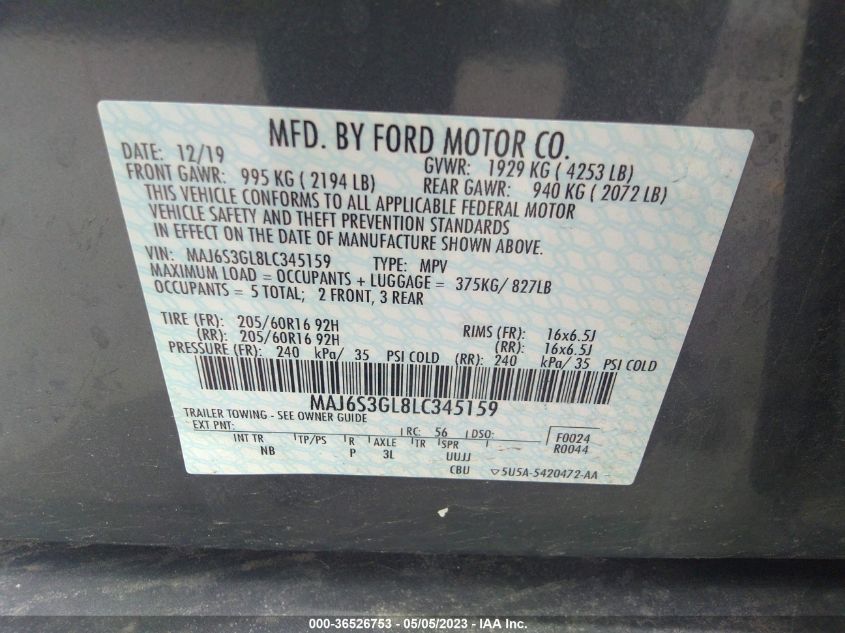 MFD. BY FORD MOTOR CO.
DATE: 12/19 GVWR: 1929 KG ( 4253 LB)
FRONT GAWR: 995 KG ( 2194 LB) REAR GAWR: 940 KG ( 2072 LB)
THIS VEHICLE CONFORMS TO ALL APPLICABLE FEDERAL MOTOR
VEHICLE SAFETY AND THEFT PREVENTION STANDARDS
IN EFFECT ON THE DATE OF MANUFACTURE SHOWN ABOVE.
VIN: MAJ6S3GL8LC345159 TYPE: MPV
MAXIMUM LOAD = OCCUPANTS + LUGGAGE = 375KG/ 827LB
OCCUPANTS = 5 TOTAL; 2 FRONT, 3 REAR
TIRE (FR): 205/60R16 92H RIMS (FR): 16x6.5J
(RR): 205/60R16 92H (RR): 16x6.5J
PRESSURE (FR): 240 kPa/ 35 PSI COLD (RR): 240 kPa/ 35 PSI COLD
MAJ6S3GL8LC345159
TRAILER TOWING - SEE OWNER GUIDE
EXT PNT: RC: 56 DSO: F0024
R0044
INT TR TP/PS R AXLE TR SPR
NB P 3L UUJJ
CBU ▽5U5A-5420472-AA
000-36526753 - 05/05/2023 - IAA Inc.